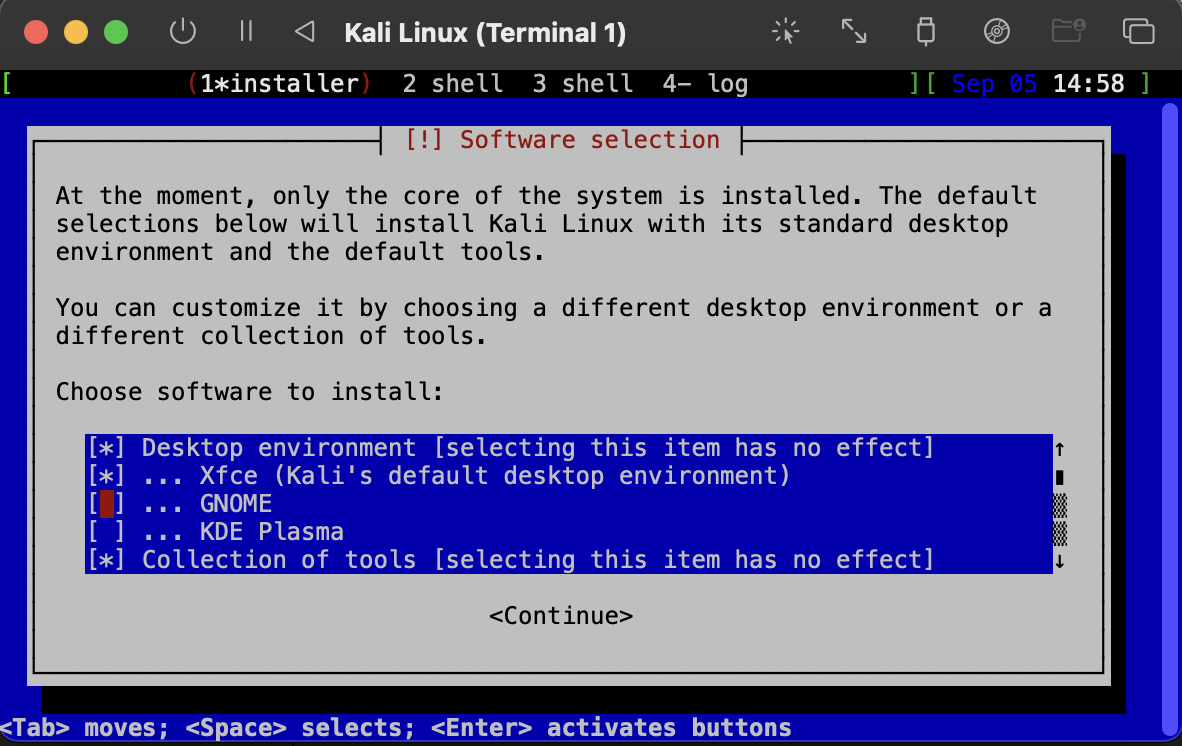 Kali Linux (Terminal 1)
[ (1*installer) 2 shell 3 shell 4- log ][ Sep 05 14:58 ]
[!] Software selection
At the moment, only the core of the system is installed. The default
selections below will install Kali Linux with its standard desktop
environment and the default tools.
You can customize it by choosing a different desktop environment or a
different collection of tools.
Choose software to install:
[*] Desktop environment [selecting this item has no effect]
[*] ... Xfce (Kali's default desktop environment)
[ ] ... GNOME
[ ] ... KDE Plasma
[*] Collection of tools [selecting this item has no effect]
<Continue>
<Tab> moves; <Space> selects; <Enter> activates buttons